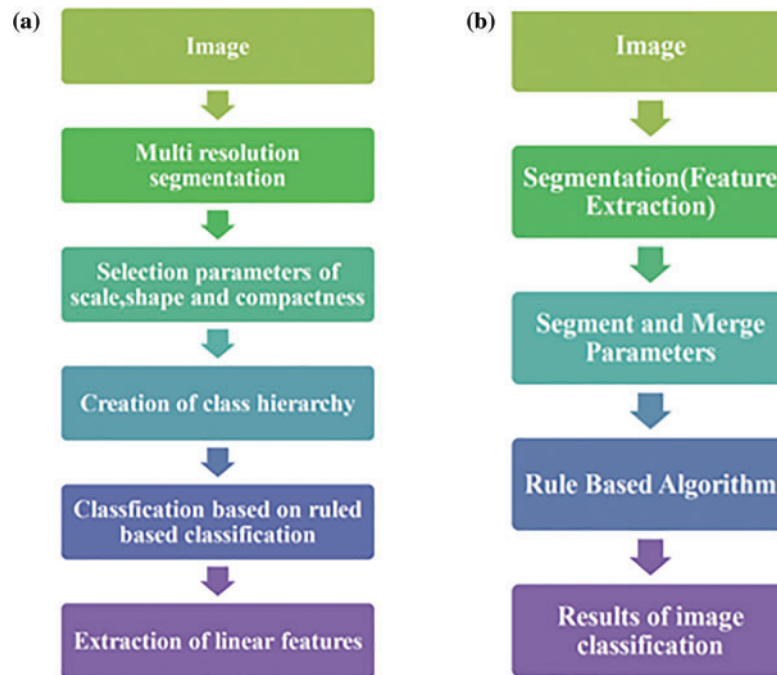 (a)
Image
Multi resolution
segmentation
Selection parameters of
scale,shape and compactness
Creation of class hierarchy
Classfication based on ruled
based classification
Extraction of linear features
(b)
Image
Segmentation(Feature
Extraction)
Segment and Merge
Parameters
Rule Based Algorithm
Results of image
classification